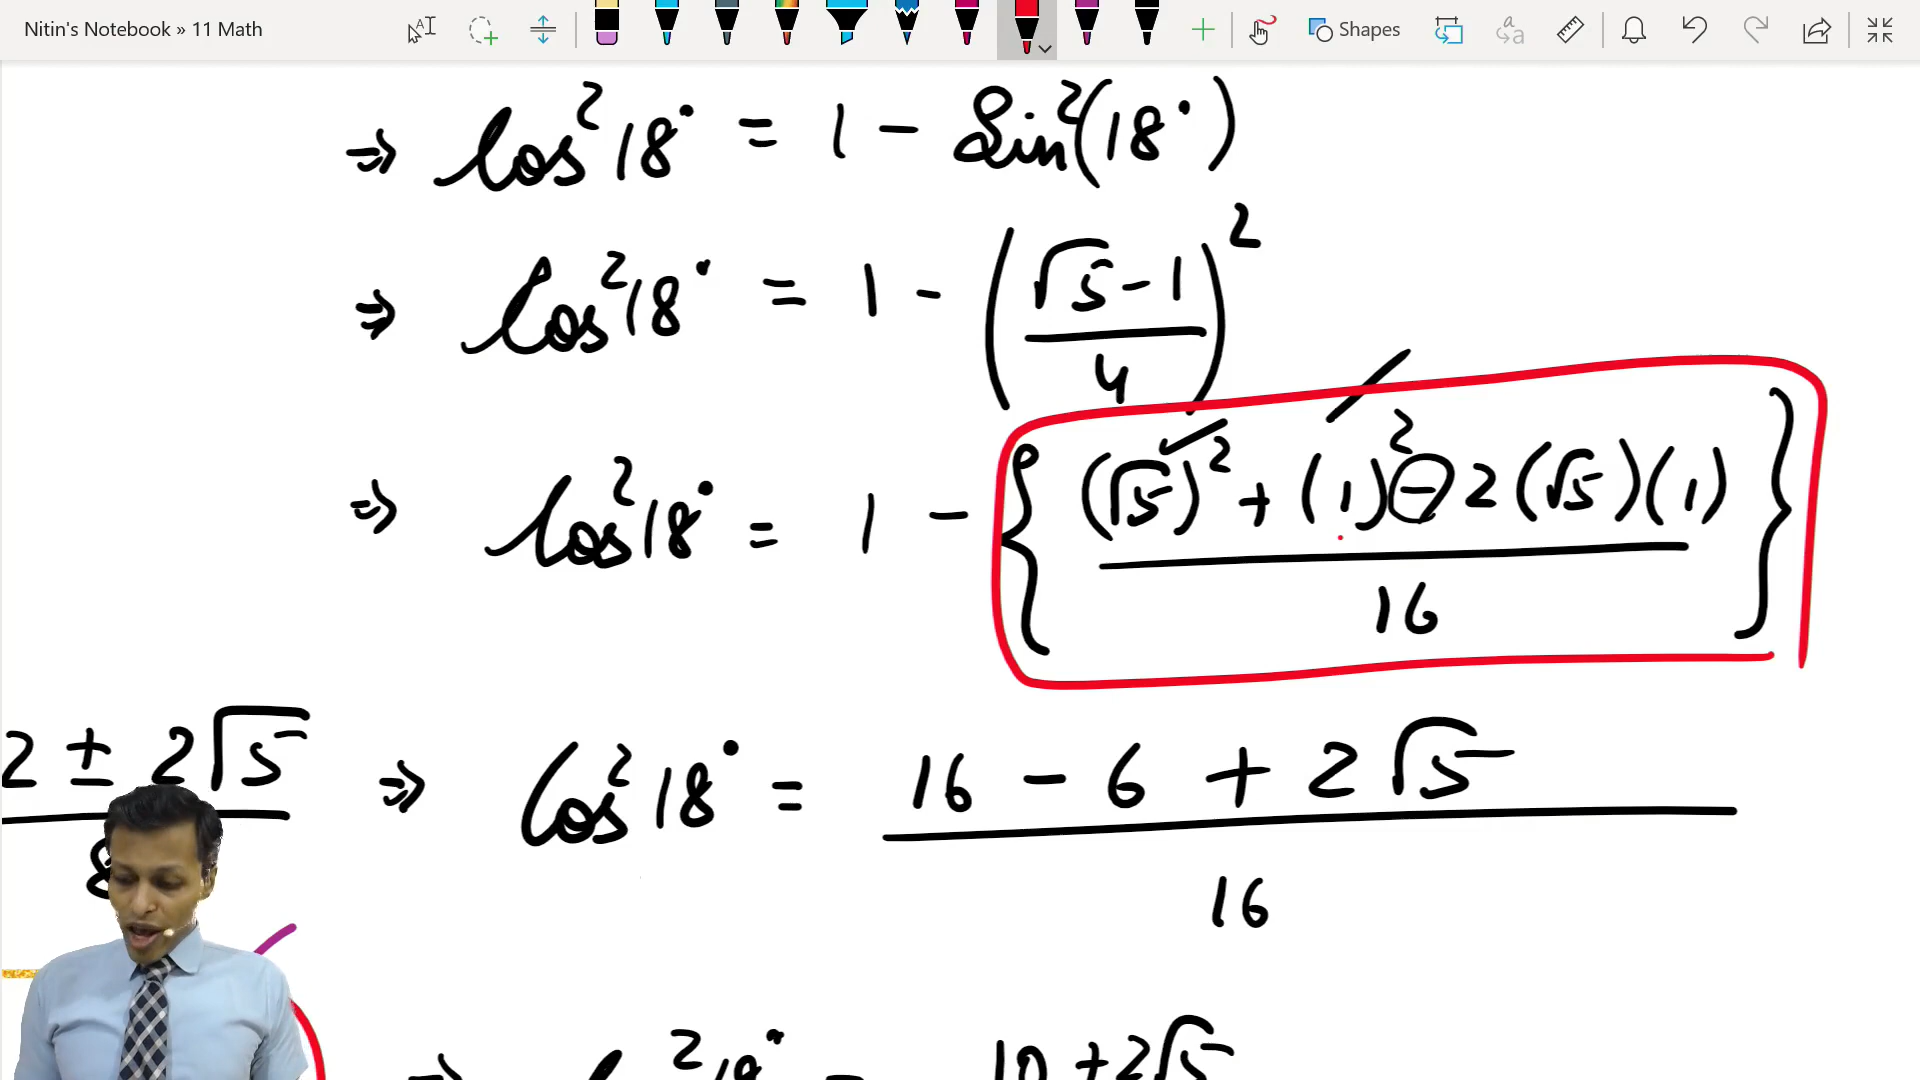 Nitin's Notebook » 11 Math
Shapes
⇒ Cos²18° = 1 - Sin²(18°)
⇒ Cos²18° = 1 - ((√5 - 1)/4)²
⇒ Cos²18° = 1 - {((√5)² + (1)² - 2(√5)(1))/16}
2 ± 2√5
8
⇒ Cos²18° = (16 - 6 + 2√5)/16
10 + 2√5